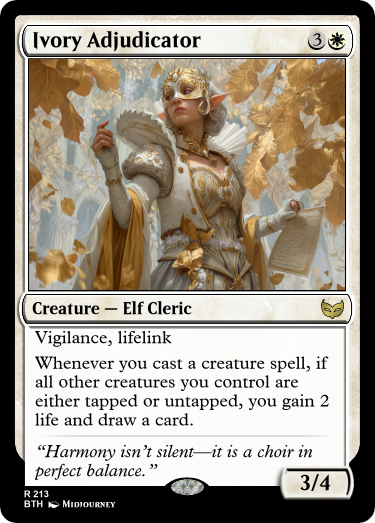 Ivory Adjudicator 3
Creature — Elf Cleric
Vigilance, lifelink
Whenever you cast a creature spell, if
all other creatures you control are
either tapped or untapped, you gain 2
life and draw a card.
“Harmony isn’t silent—it is a choir in
perfect balance.”
3/4
R 213
BTH Midjourney